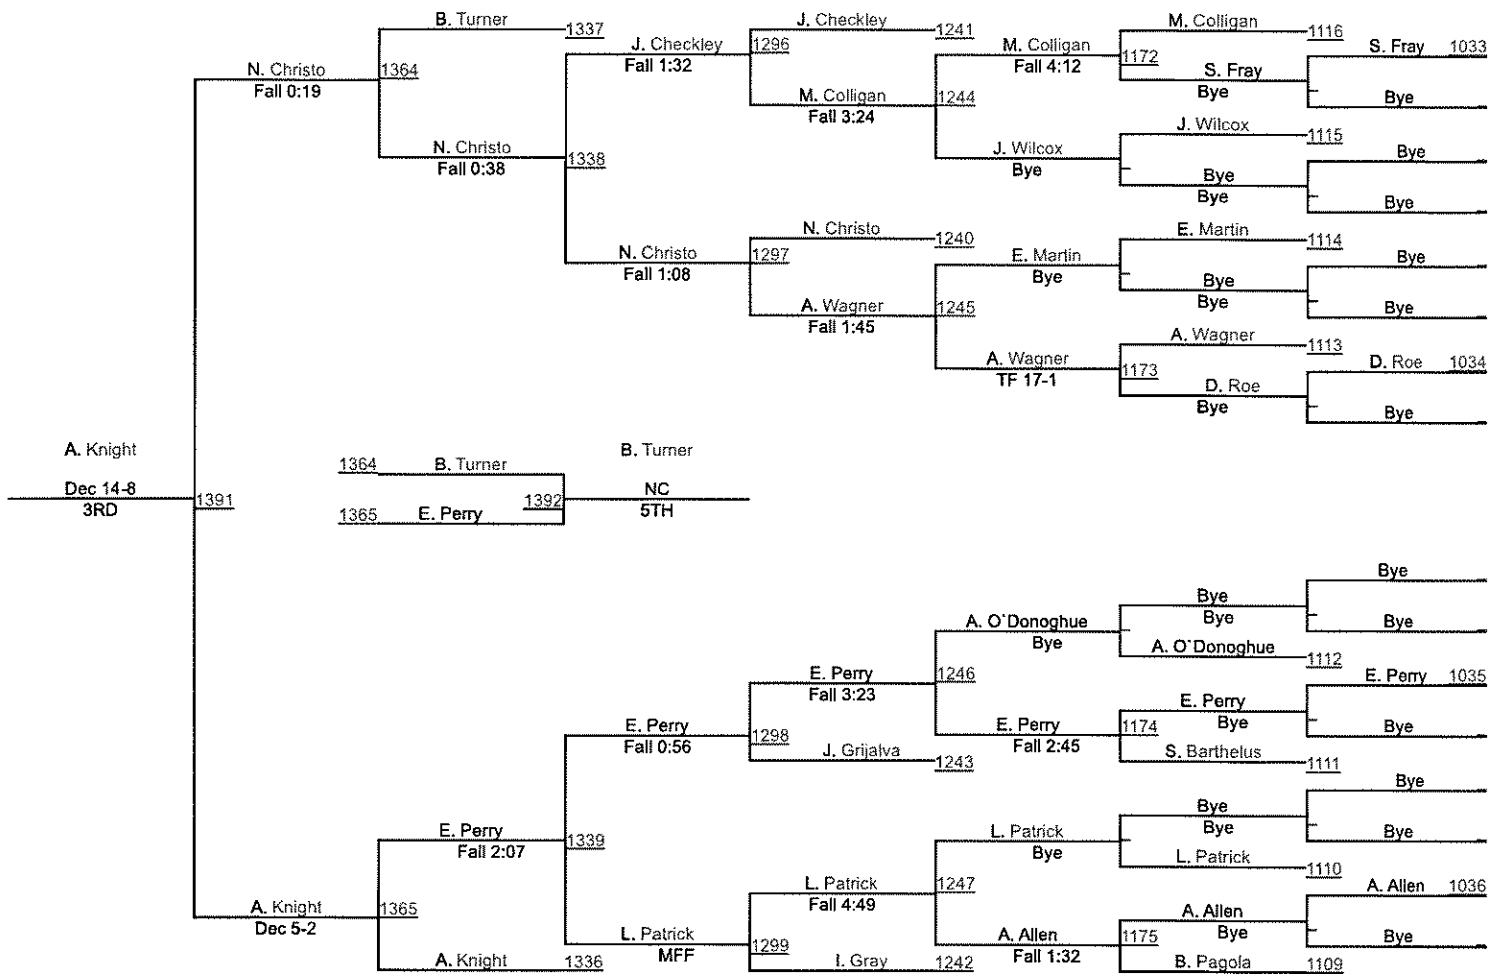 B. Turner 1337
J. Checkley 1241
M. Colligan 1116
S. Fray 1033
J. Checkley 1296
Fall 1:32
M. Colligan 1172
Fall 4:12
N. Christo 1364
Fall 0:19
S. Fray
Bye
Bye
M. Colligan 1244
Fall 3:24
J. Wilcox 1115
Bye
N. Christo 1338
Fall 0:38
J. Wilcox
Bye
Bye
Bye
Bye
N. Christo 1240
E. Martin 1114
Bye
N. Christo 1297
Fall 1:08
E. Martin
Bye
Bye
Bye
Bye
A. Wagner 1245
Fall 1:45
A. Wagner 1113
D. Roe 1034
A. Wagner 1173
TF 17-1
D. Roe
Bye
Bye
A. Knight
Dec 14-8
3RD
1391
1364 B. Turner
1365 E. Perry
1392
B. Turner
NC
5TH
Bye
Bye
Bye
Bye
A. O`Donoghue
Bye
A. O`Donoghue 1112
E. Perry 1246
Fall 3:23
E. Perry 1035
E. Perry
Bye
Bye
E. Perry 1298
Fall 0:56
E. Perry 1174
Fall 2:45
J. Grijalva 1243
S. Barthelus 1111
Bye
Bye
Bye
Bye
E. Perry 1339
Fall 2:07
L. Patrick
Bye
L. Patrick 1110
L. Patrick 1247
Fall 4:49
A. Allen 1036
A. Knight 1365
Dec 5-2
A. Allen
Bye
Bye
L. Patrick 1299
MFF
A. Allen 1175
Fall 1:32
A. Knight 1336
I. Gray 1242
B. Pagola 1109